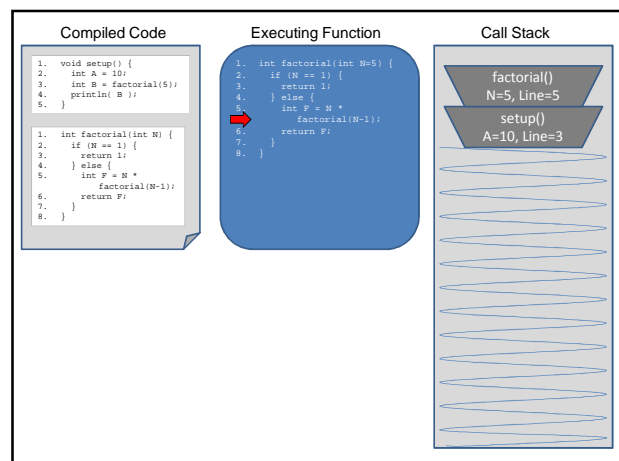 Compiled Code
1. void setup() {
2. int A = 10;
3. int B = factorial(5);
4. println( B );
5. }
1. int factorial(int N) {
2. if (N == 1) {
3. return 1;
4. } else {
5. int F = N *
factorial(N-1);
6. return F;
7. }
8. }
Executing Function
1. int factorial(int N=5) {
2. if (N == 1) {
3. return 1;
4. } else {
5. int F = N *
factorial(N-1);
6. return F;
7. }
8. }
Call Stack
factorial()
N=5, Line=5
setup()
A=10, Line=3